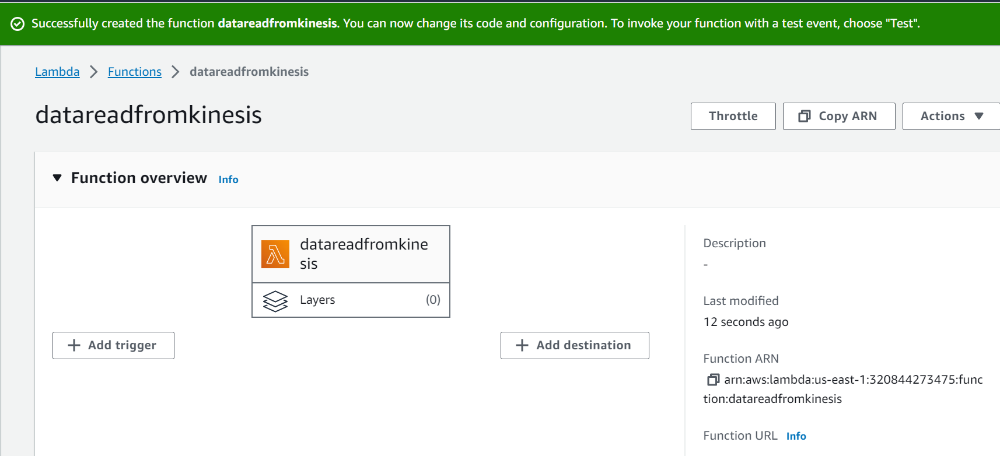 Successfully created the function datareadfromkinesis. You can now change its code and configuration. To invoke your function with a test event, choose "Test".
Lambda > Functions > datareadfromkinesis
datareadfromkinesis
Throttle
Copy ARN
Actions
Function overview Info
datareadfromkine
sis
Layers (0)
Add trigger
Add destination
Description
-
Last modified
12 seconds ago
Function ARN
arn:aws:lambda:us-east-1:320844273475:func
tion:datareadfromkinesis
Function URL Info